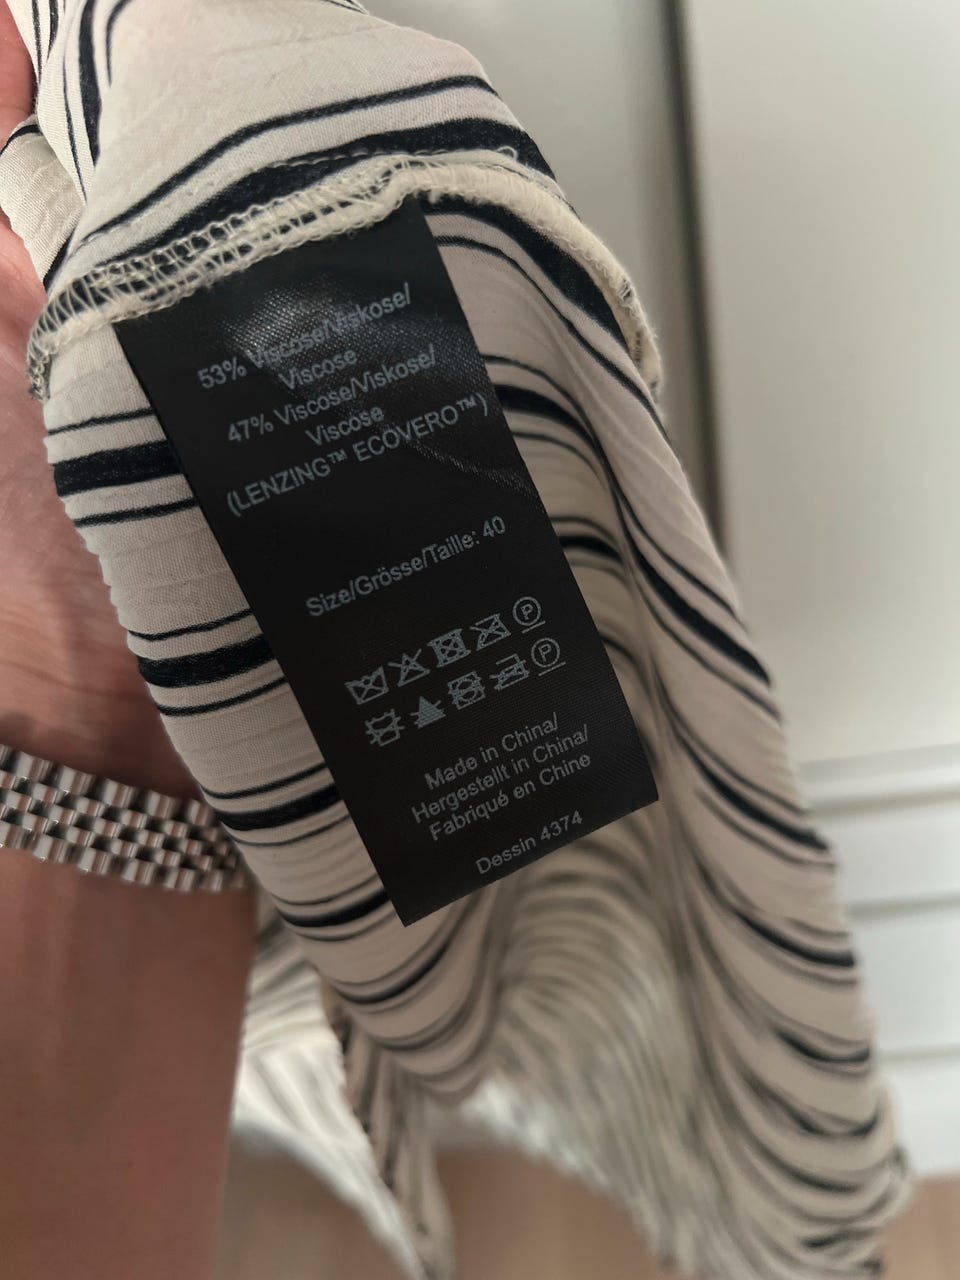 53% Viscose/Viskose/
Viscose
47% Viscose/Viskose/
Viscose
(LENZING™ ECOVERO™)
Size/Grösse/Taille: 40
P
P
Made in China/
Hergestellt in China/
Fabriqué en Chine
Dessin 4374